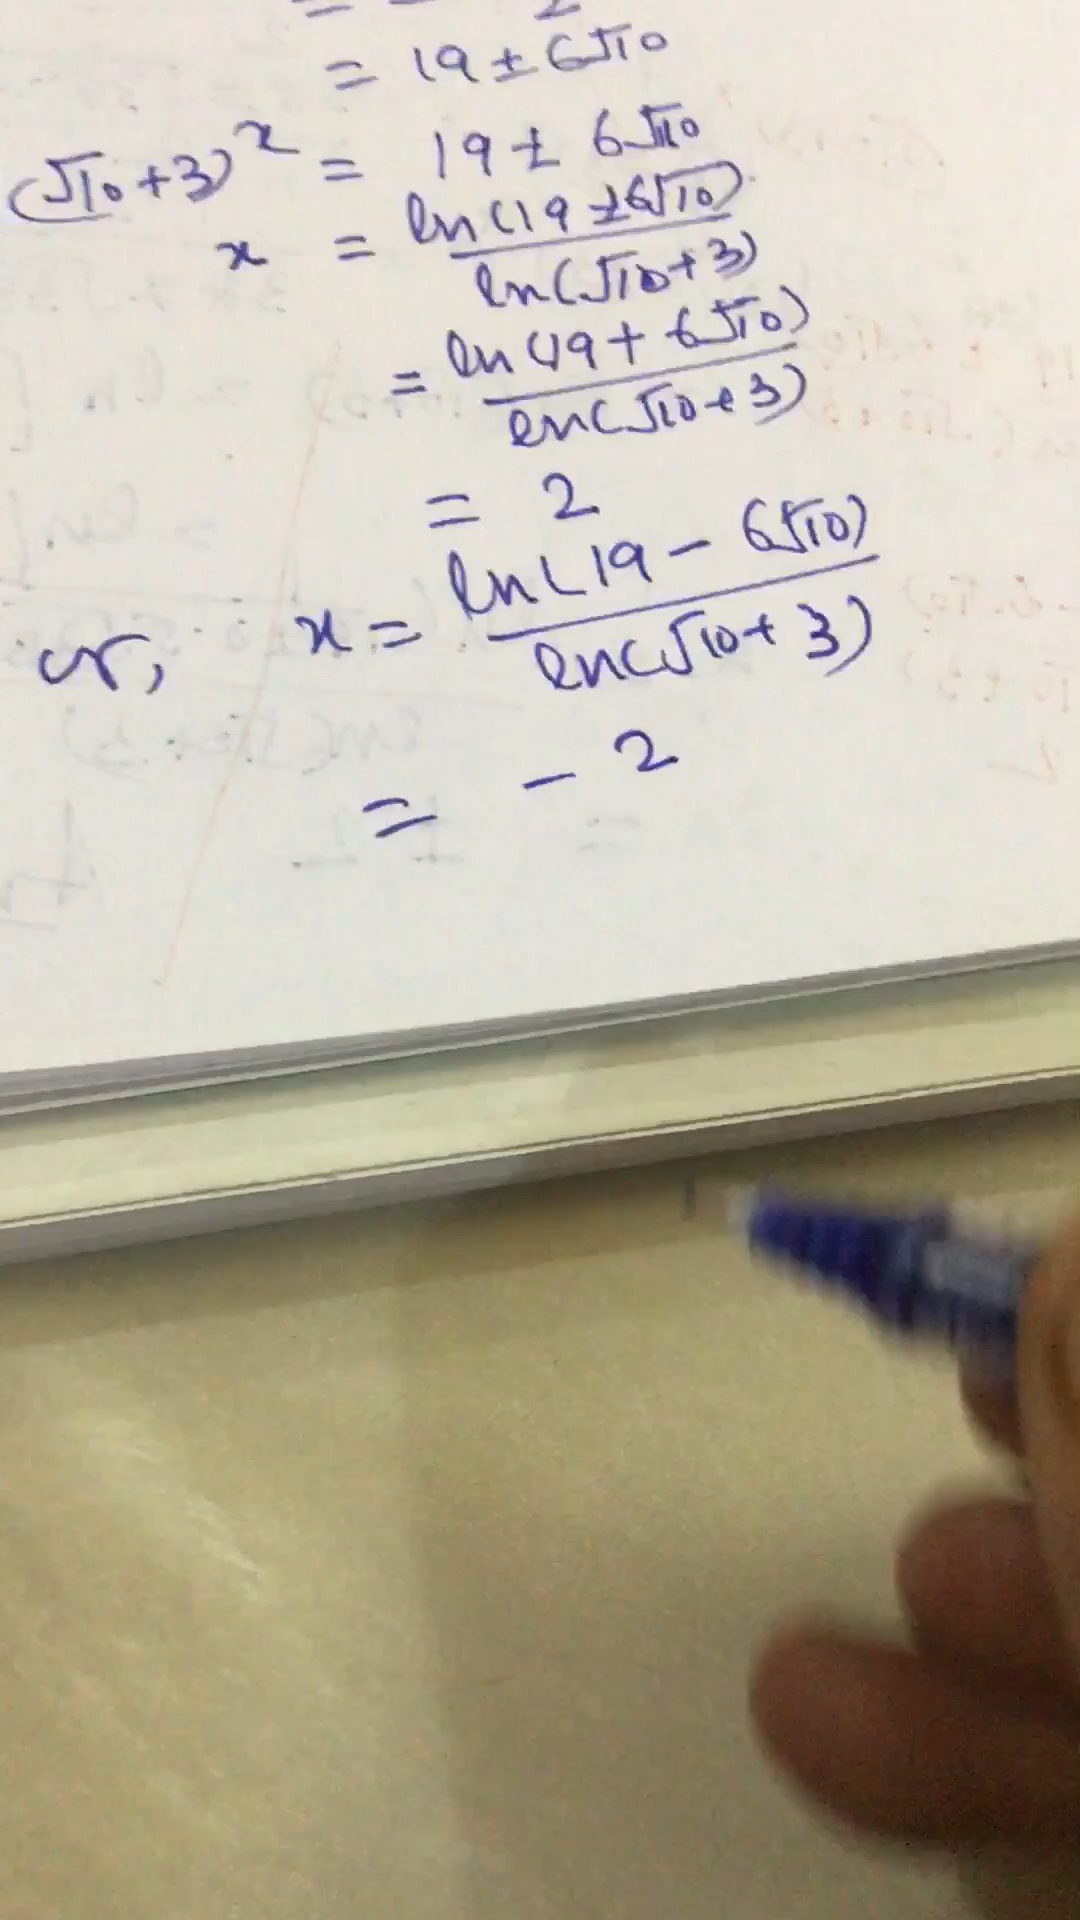 = 19 ± 6√10
(√10 + 3)^x = 19 ± 6√10
x = ln(19 ± 6√10) / ln(√10 + 3)
= ln(19 + 6√10) / ln(√10 + 3)
= 2
or, x = ln(19 - 6√10) / ln(√10 + 3)
= - 2